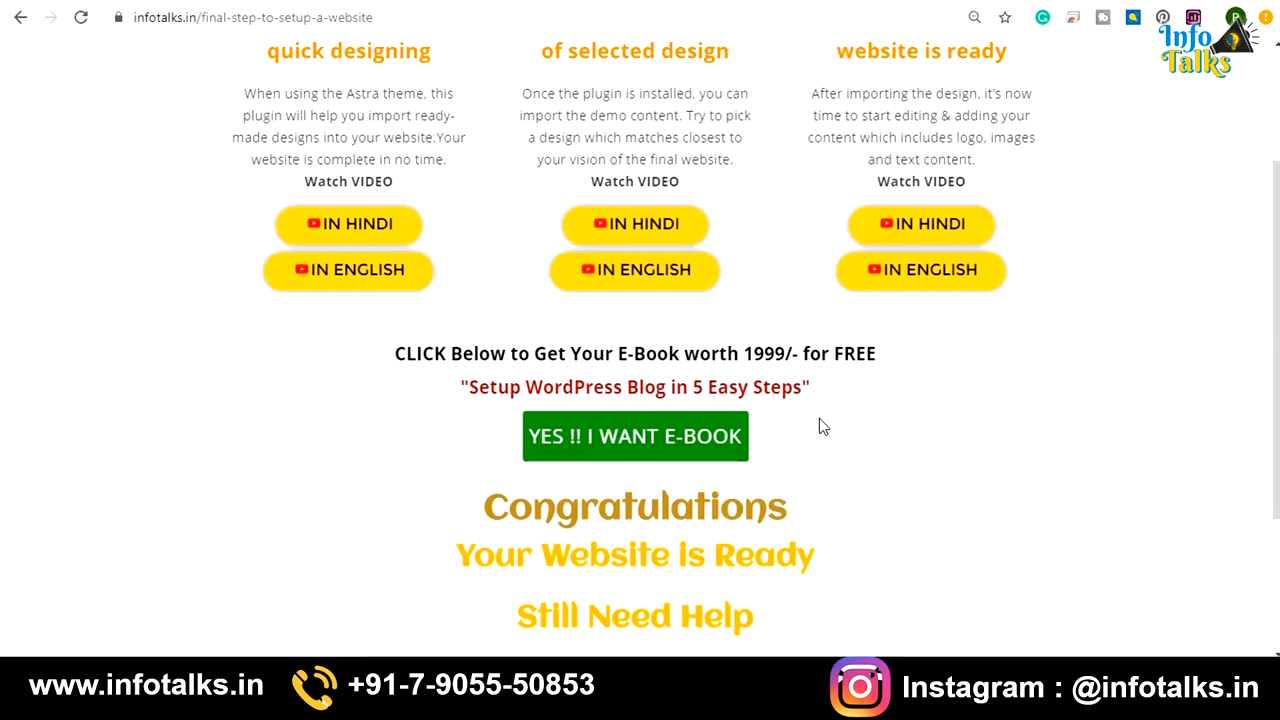 infotalks.in/final-step-to-setup-a-website
Info
Talks
quick designing
When using the Astra theme, this
plugin will help you import ready-
made designs into your website.Your
website is complete in no time.
Watch VIDEO
IN HINDI
IN ENGLISH
of selected design
Once the plugin is installed, you can
import the demo content. Try to pick
a design which matches closest to
your vision of the final website.
Watch VIDEO
IN HINDI
IN ENGLISH
website is ready
After importing the design, it’s now
time to start editing & adding your
content which includes logo, images
and text content.
Watch VIDEO
IN HINDI
IN ENGLISH
CLICK Below to Get Your E-Book worth 1999/- for FREE
"Setup WordPress Blog in 5 Easy Steps"
YES !! I WANT E-BOOK
Congratulations
Your Website is Ready
Still Need Help
www.infotalks.in +91-7-9055-50853 Instagram : @infotalks.in